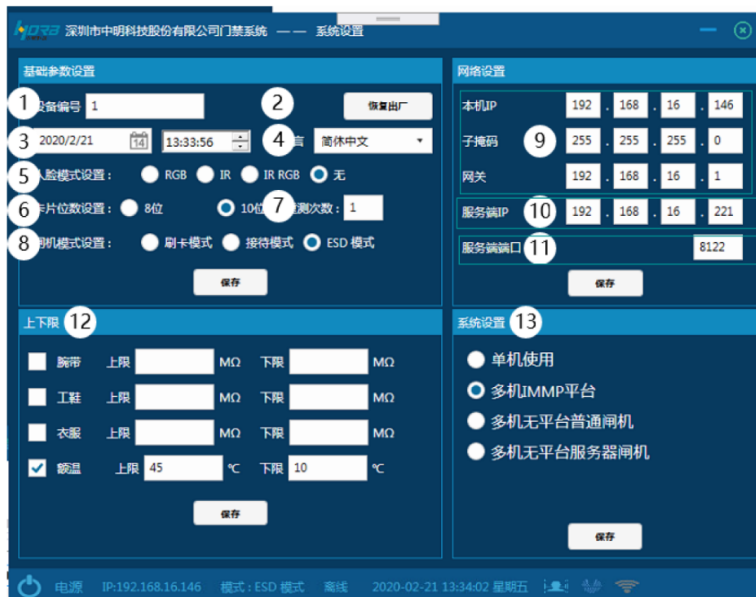 HORB 深圳市中明科技股份有限公司门禁系统 —— 系统设置
基础参数设置
1 设备编号 1 2 恢复出厂
3 2020/2/21 14 13:33:56 4 言 简体中文
5 人脸模式设置: RGB IR IR RGB 无
6 卡片位数设置: 8位 10位 7 测次数: 1
8 闸机模式设置: 刷卡模式 接待模式 ESD 模式
保存
网络设置
本机IP 192 . 168 . 16 . 146
子掩码 9 255 . 255 . 255 . 0
网关 192 . 168 . 16 . 1
服务端IP 10 192 . 168 . 16 . 221
服务端端口 11 8122
保存
上下限 12
腕带 上限 MΩ 下限 MΩ
工鞋 上限 MΩ 下限 MΩ
衣服 上限 MΩ 下限 MΩ
额温 上限 45 ℃ 下限 10 ℃
保存
系统设置 13
单机使用
多机IMMP平台
多机无平台普通闸机
多机无平台服务器闸机
保存
电源 IP:192.168.16.146 模式:ESD 模式 离线 2020-02-21 13:34:02 星期五